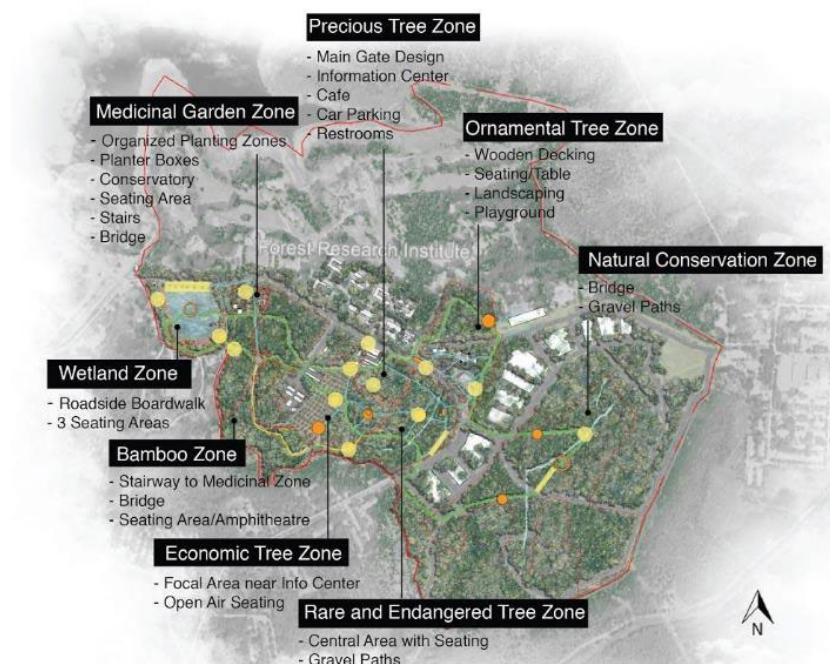 Precious Tree Zone
- Main Gate Design
- Information Center
- Cafe
- Car Parking
- Restrooms
Medicinal Garden Zone
- Organized Planting Zones
- Planter Boxes
- Conservatory
- Seating Area
- Stairs
- Bridge
Ornamental Tree Zone
- Wooden Decking
- Seating/Table
- Landscaping
- Playground
Forest Research Institute
Natural Conservation Zone
- Bridge
- Gravel Paths
Wetland Zone
- Roadside Boardwalk
- 3 Seating Areas
Bamboo Zone
- Stairway to Medicinal Zone
- Bridge
- Seating Area/Amphitheatre
Economic Tree Zone
- Focal Area near Info Center
- Open Air Seating
Rare and Endangered Tree Zone
- Central Area with Seating
- Gravel Paths
N